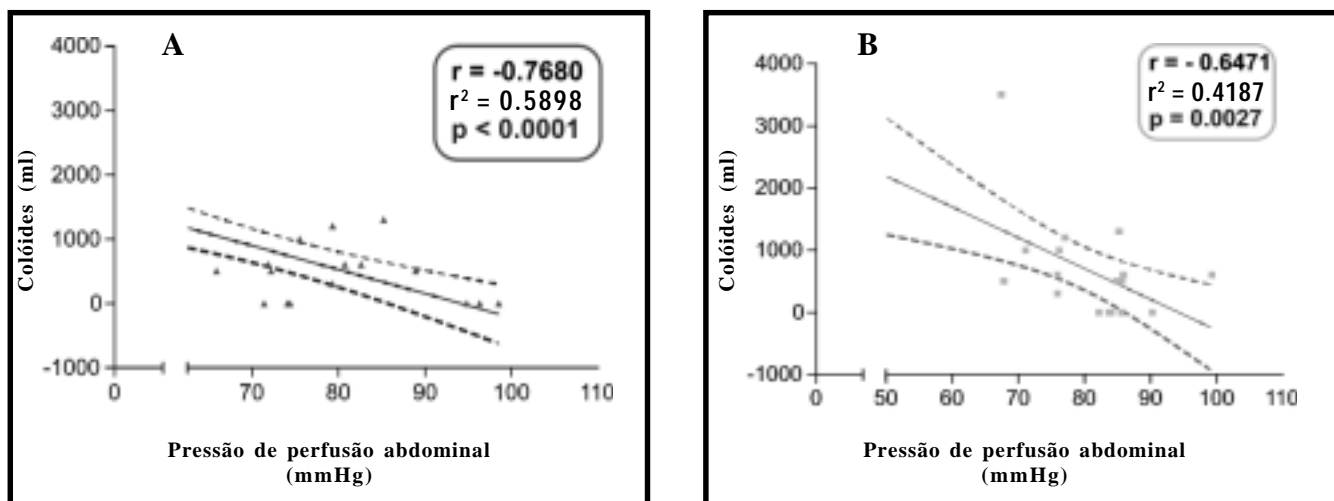 A
4000
3000
2000
1000
0
-1000
Colóides (ml)
r = -0.7680
r² = 0.5898
p < 0.0001
0 70 80 90 100 110
Pressão de perfusão abdominal
(mmHg)
B
4000
3000
2000
1000
0
-1000
Colóides (ml)
r = - 0.6471
r² = 0.4187
p = 0.0027
0 50 60 70 80 90 100 110
Pressão de perfusão abdominal
(mmHg)